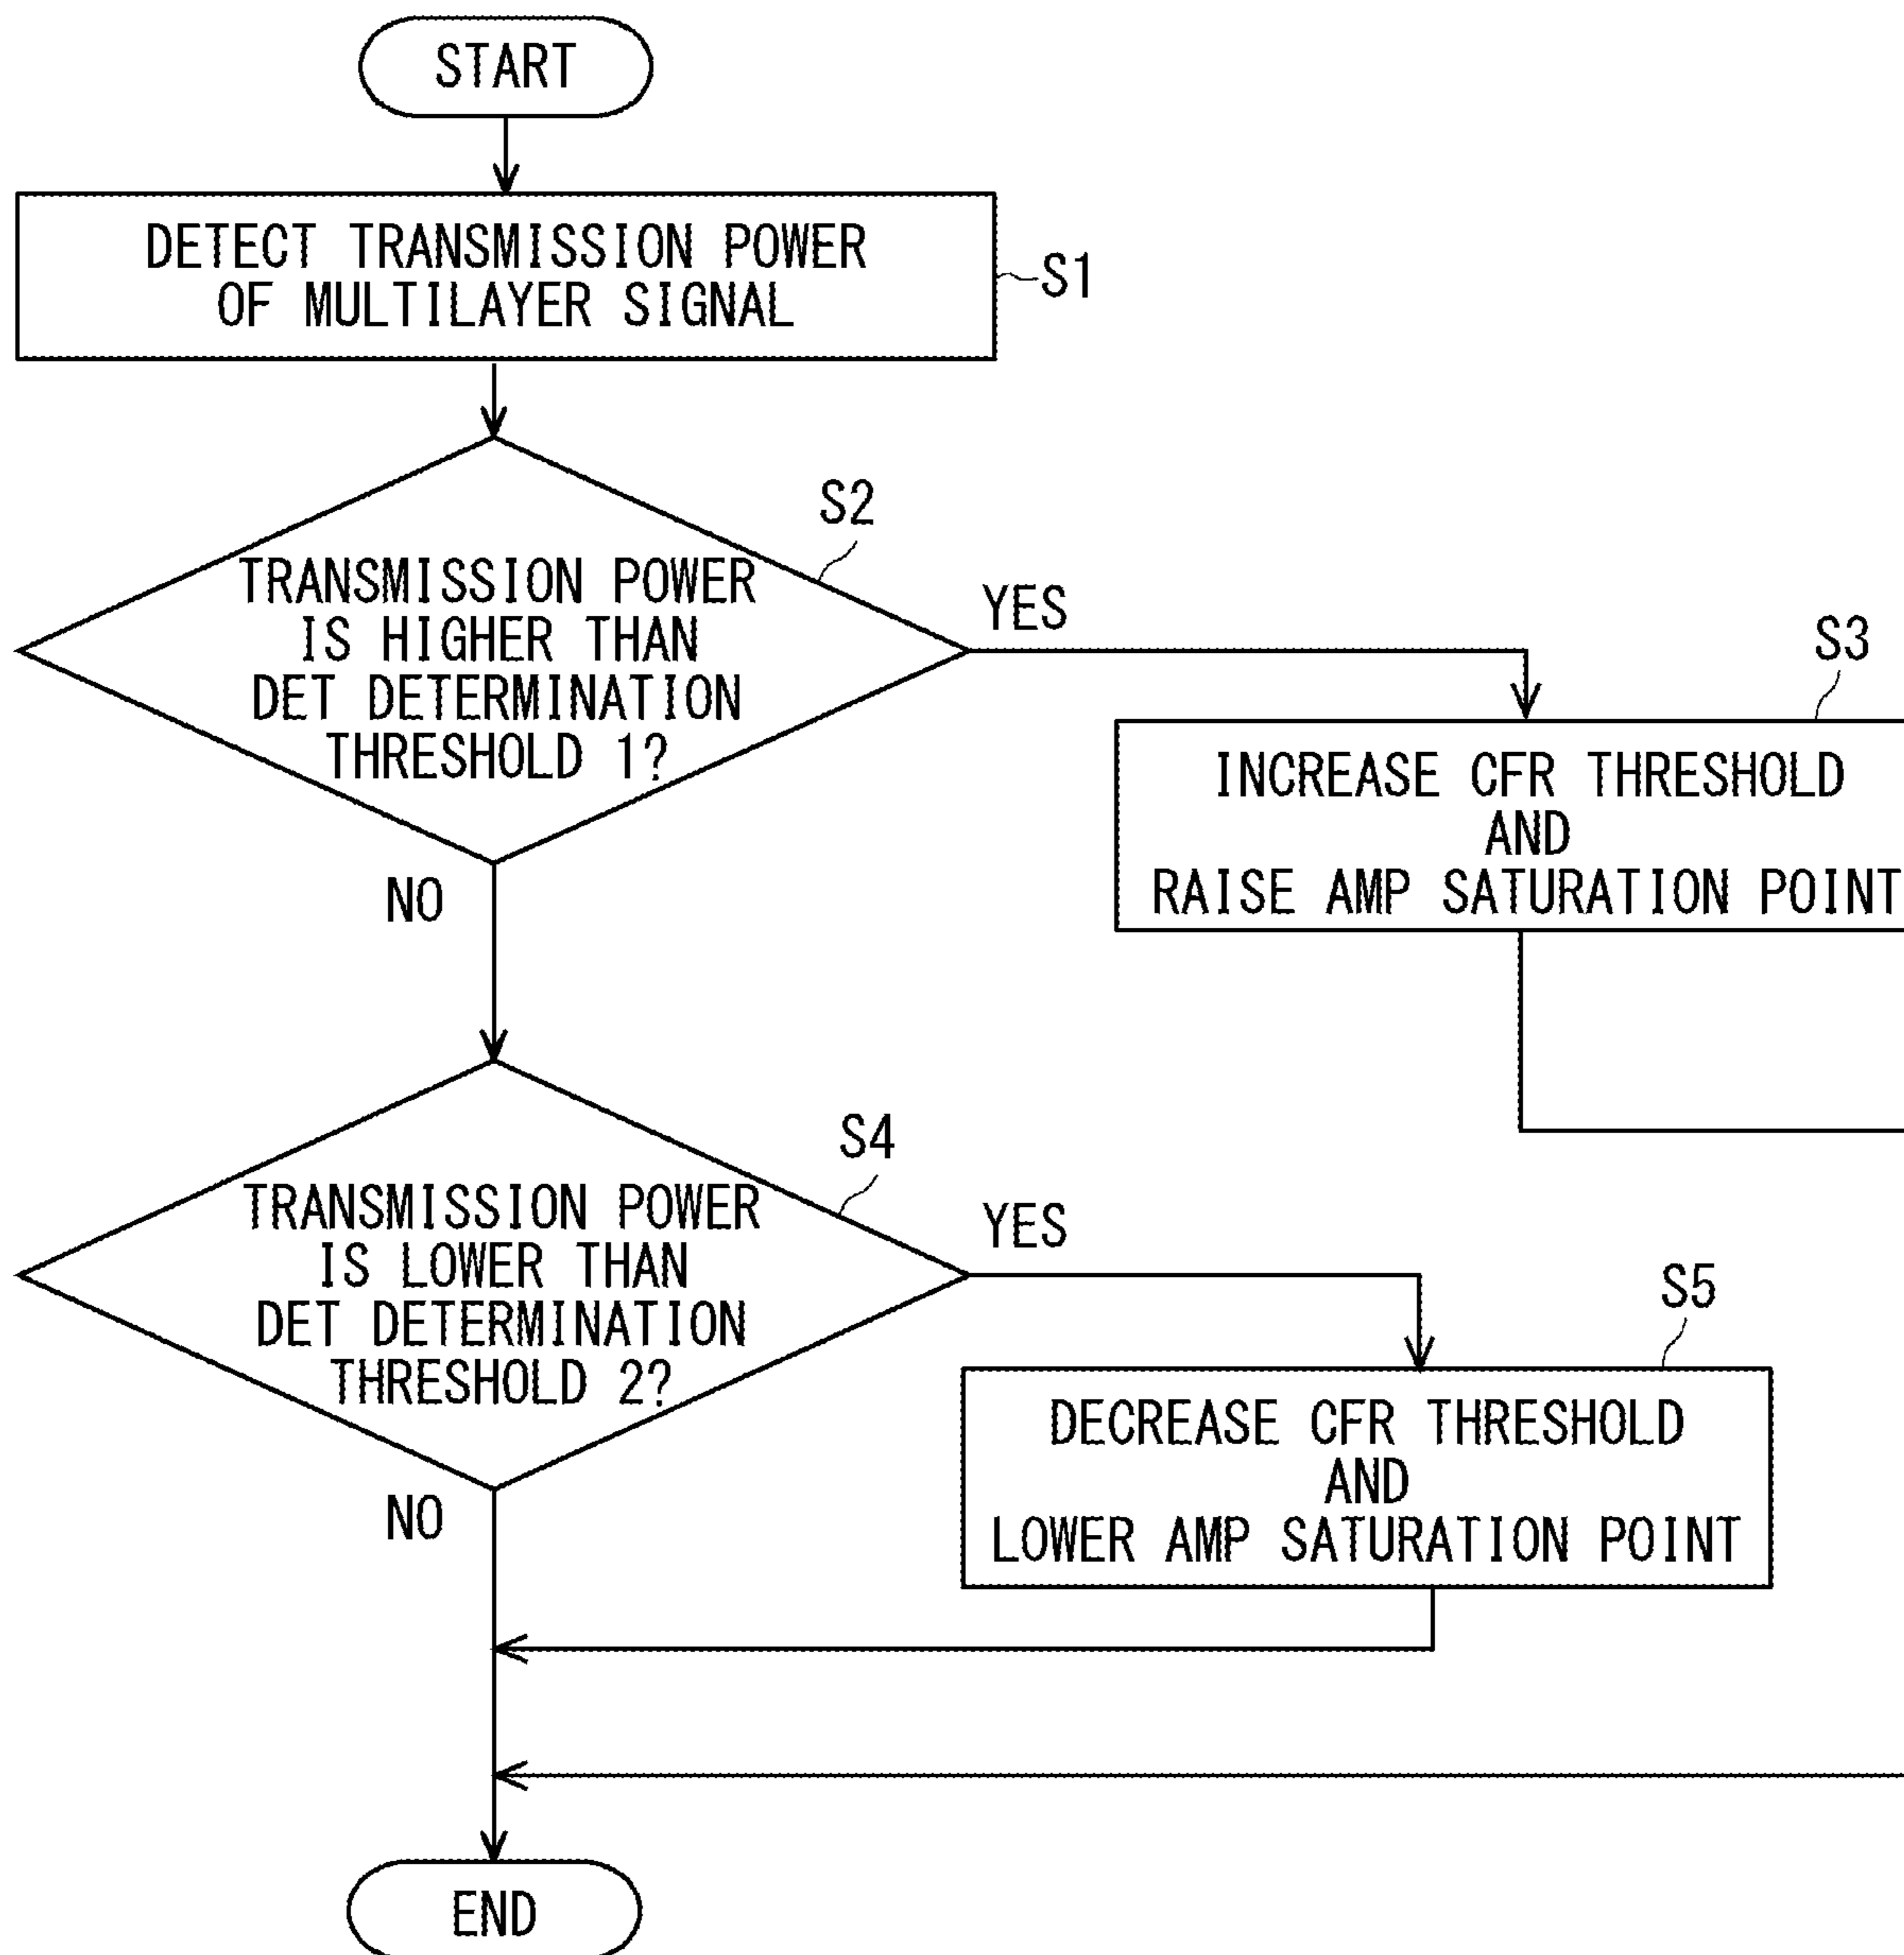 START
DETECT TRANSMISSION POWER
OF MULTILAYER SIGNAL
S1
S2
TRANSMISSION POWER
IS HIGHER THAN
DET DETERMINATION
THRESHOLD 1?
YES
NO
S3
INCREASE CFR THRESHOLD
AND
RAISE AMP SATURATION POINT
S4
TRANSMISSION POWER
IS LOWER THAN
DET DETERMINATION
THRESHOLD 2?
YES
NO
S5
DECREASE CFR THRESHOLD
AND
LOWER AMP SATURATION POINT
END